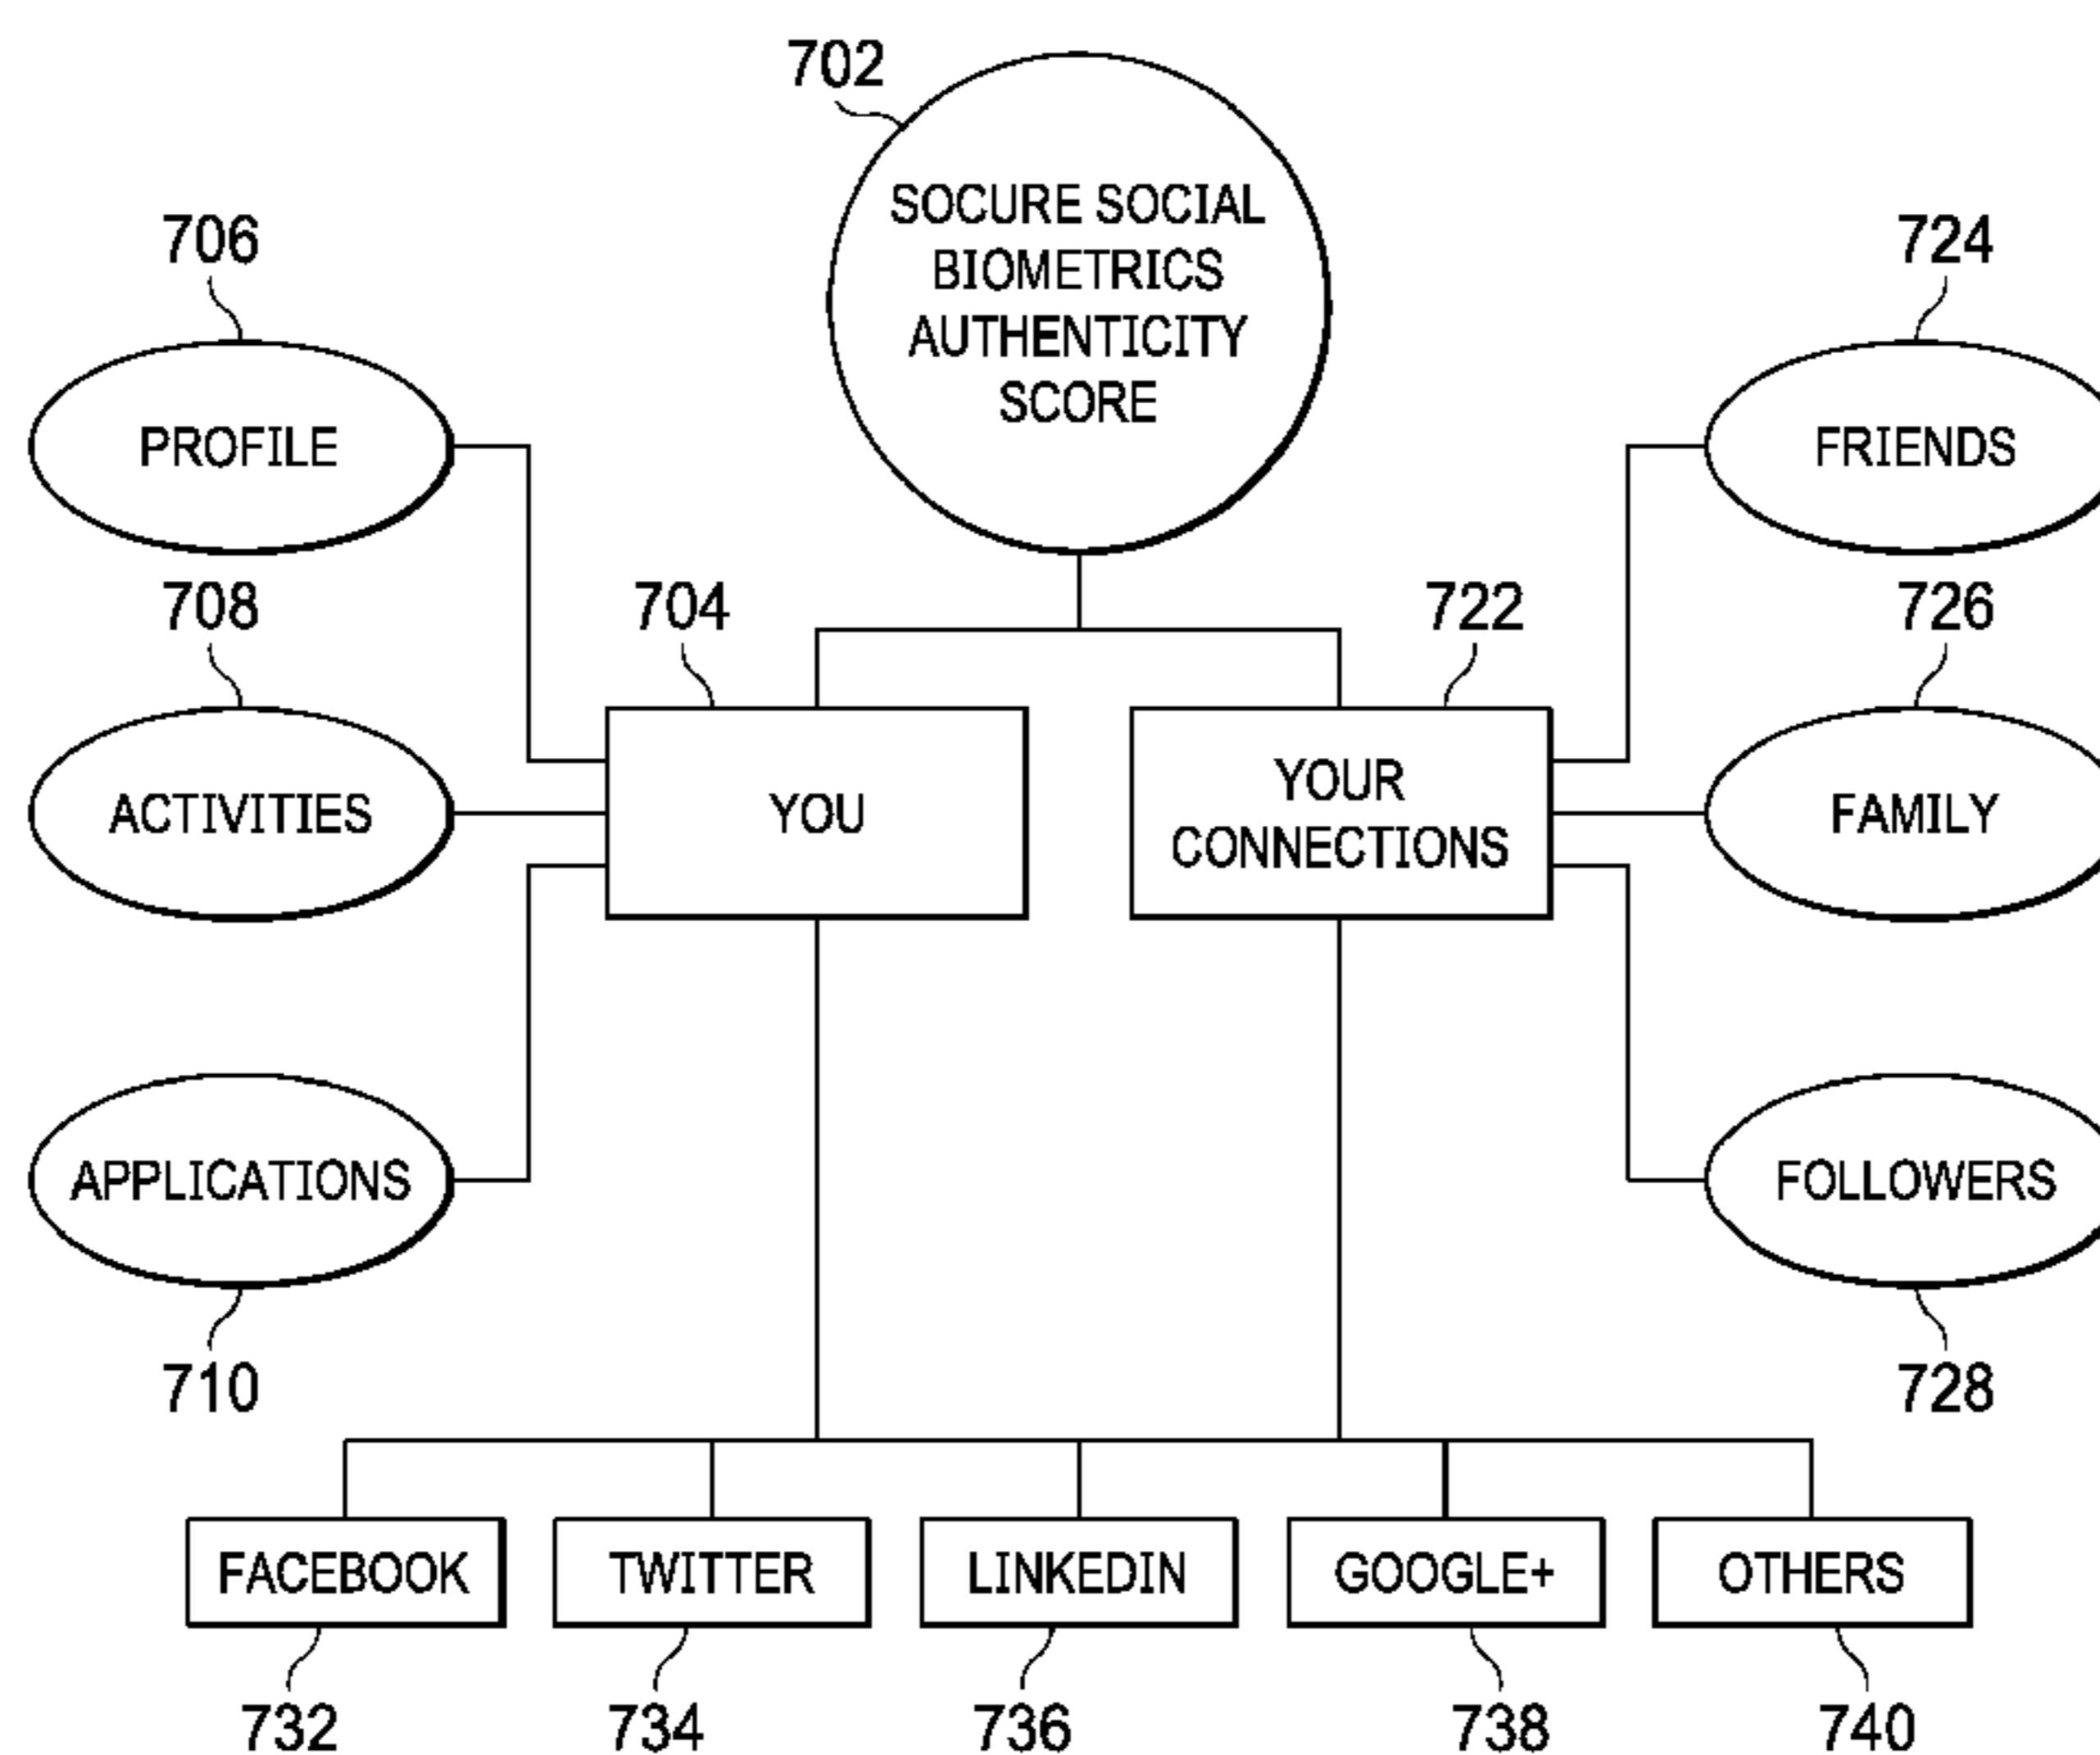 702
SOCURE SOCIAL
BIOMETRICS
AUTHENTICITY
SCORE
706
724
PROFILE
FRIENDS
708
704
722
726
ACTIVITIES
YOU
YOUR
CONNECTIONS
FAMILY
APPLICATIONS
FOLLOWERS
710
728
FACEBOOK
TWITTER
LINKEDIN
GOOGLE+
OTHERS
732
734
736
738
740